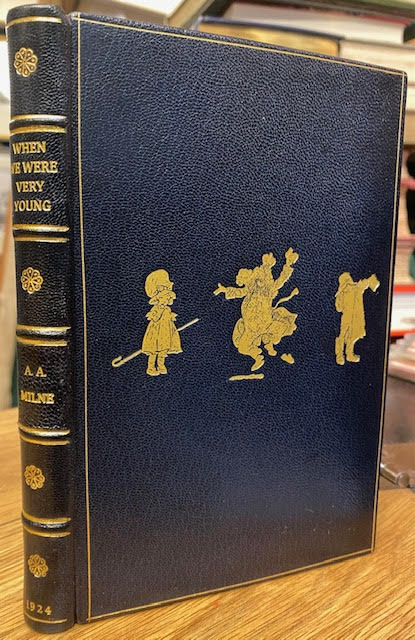 WHEN
WE WERE
VERY
YOUNG
A. A.
MILNE
1924